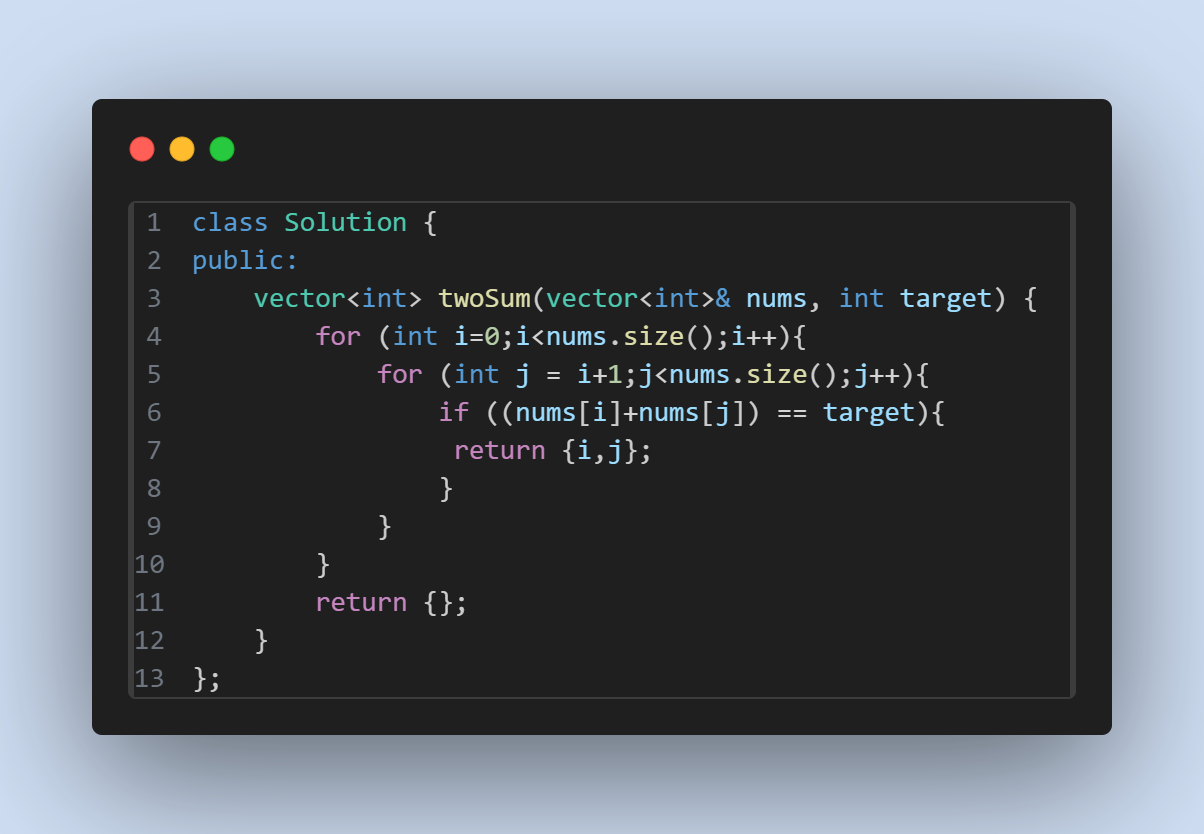 1 class Solution {
2 public:
3     vector<int> twoSum(vector<int>& nums, int target) {
4         for (int i=0;i<nums.size();i++){
5             for (int j = i+1;j<nums.size();j++){
6                 if ((nums[i]+nums[j]) == target){
7                  return {i,j};
8                 }
9             }
10         }
11         return {};
12     }
13 };